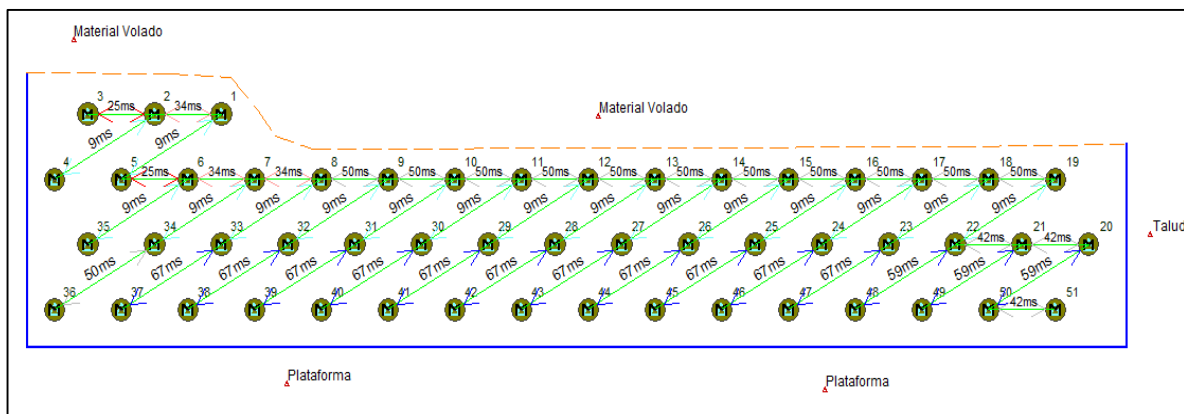 Material Volado
3 2 1
Material Volado
M 25ms M 34ms M
9ms 9ms
4 5 6 7 8 9 10 11 12 13 14 15 16 17 18 19
25ms 34ms 34ms 50ms 50ms 50ms 50ms 50ms 50ms 50ms 50ms 50ms 50ms 50ms
M M M M M M M M M M M M M M M M
9ms 9ms 9ms 9ms 9ms 9ms 9ms 9ms 9ms 9ms 9ms 9ms 9ms 9ms
35 34 33 32 31 30 29 28 27 26 25 24 23 22 21 20
Talud
42ms 42ms
M M M M M M M M M M M M M M M M
50ms 67ms 67ms 67ms 67ms 67ms 67ms 67ms 67ms 67ms 67ms 67ms 59ms 59ms 59ms
36 37 38 39 40 41 42 43 44 45 46 47 48 49 50 51
42ms
M M M M M M M M M M M M M M M M
Plataforma
Plataforma